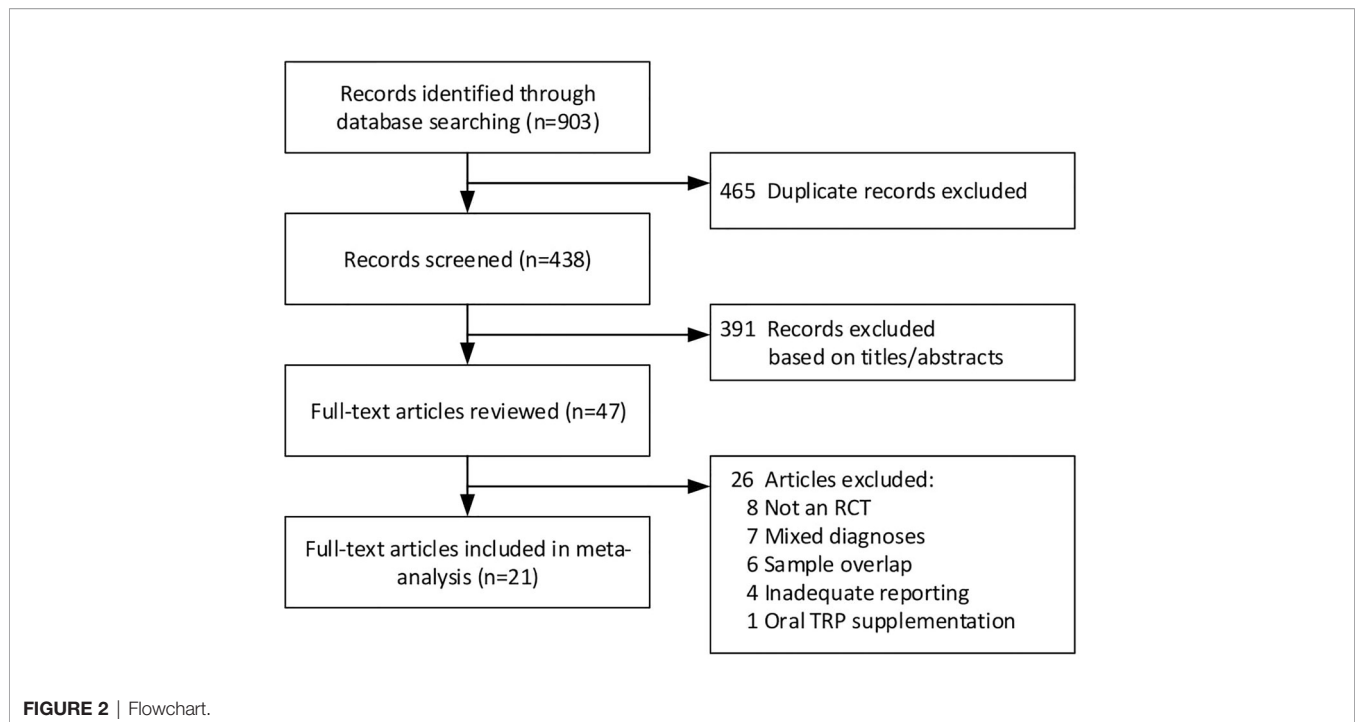 Records identified through
database searching (n=903)
465 Duplicate records excluded
Records screened (n=438)
391 Records excluded
based on titles/abstracts
Full-text articles reviewed (n=47)
26 Articles excluded:
8 Not an RCT
7 Mixed diagnoses
6 Sample overlap
4 Inadequate reporting
1 Oral TRP supplementation
Full-text articles included in meta-
analysis (n=21)
FIGURE 2 | Flowchart.